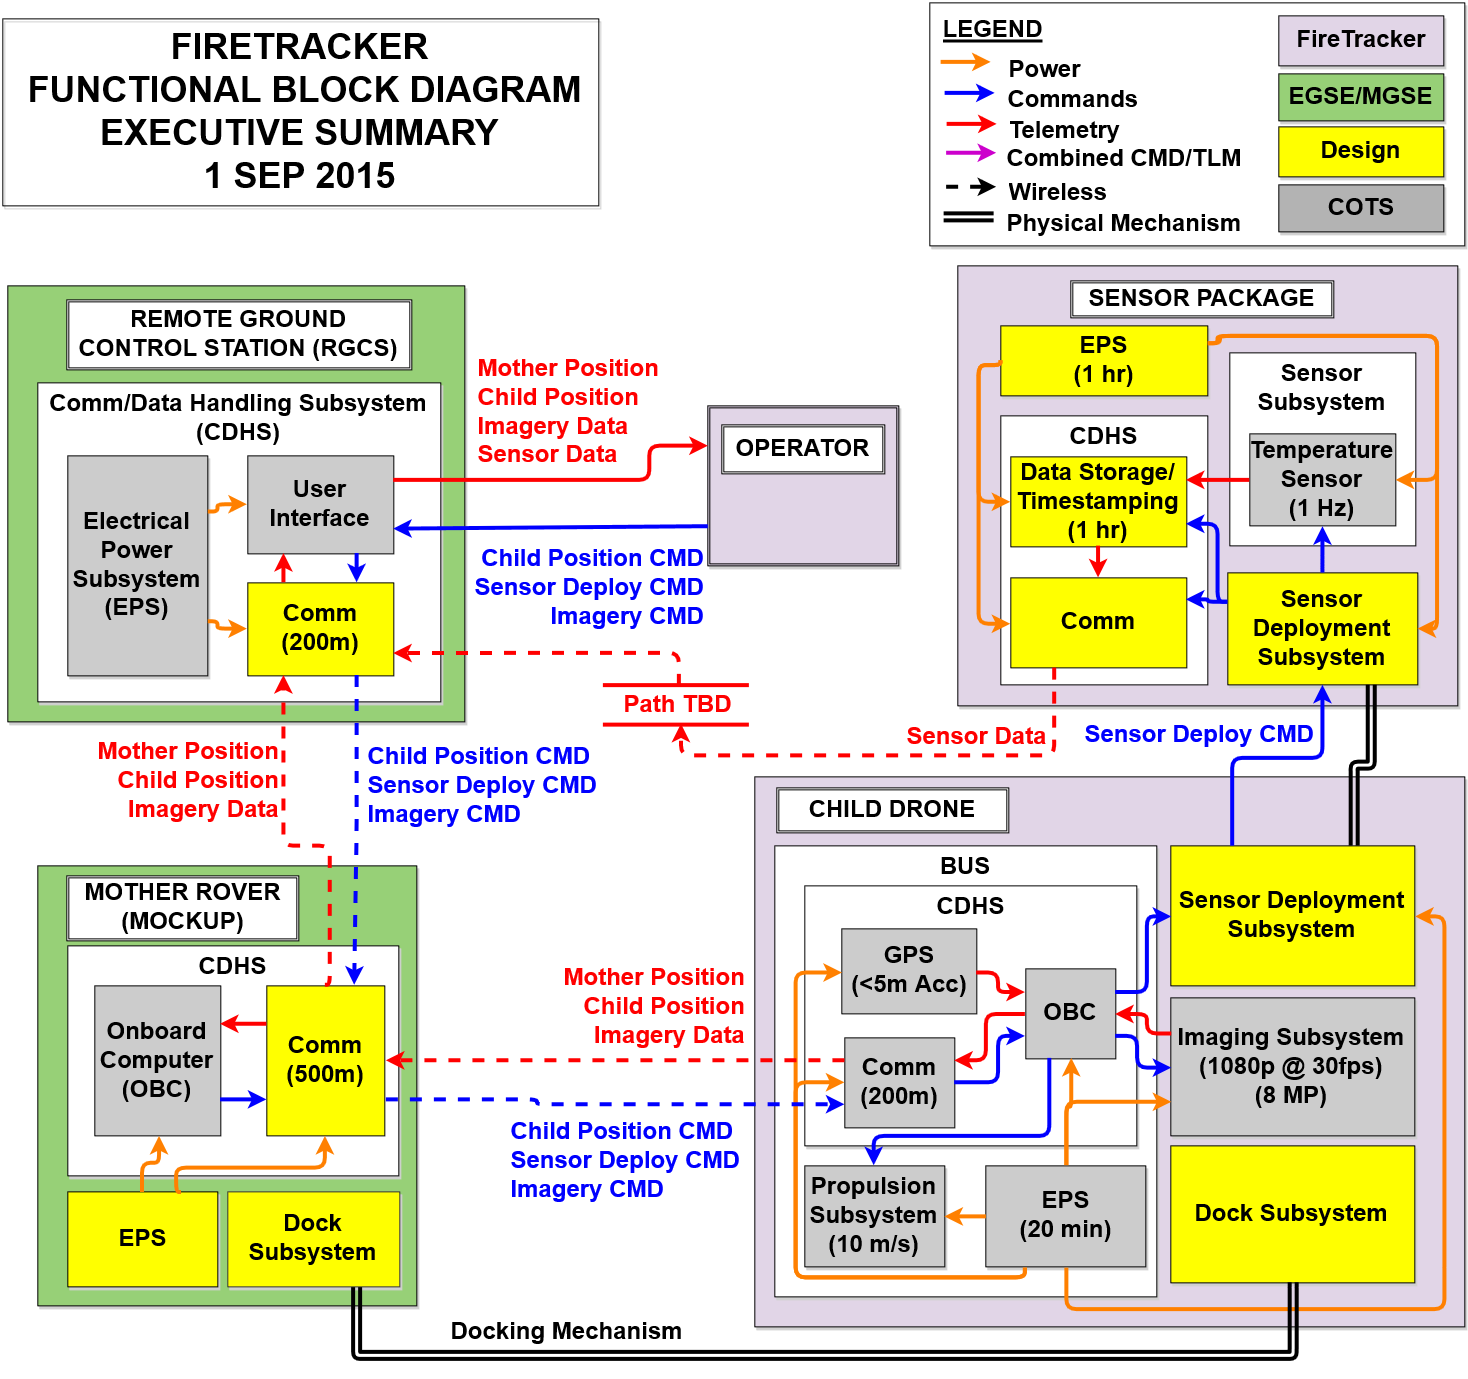 FIRETRACKER
FUNCTIONAL BLOCK DIAGRAM
EXECUTIVE SUMMARY
1 SEP 2015
LEGEND
Power
Commands
Telemetry
Combined CMD/TLM
Wireless
Physical Mechanism
FireTracker
EGSE/MGSE
Design
COTS
REMOTE GROUND
CONTROL STATION (RGCS)
Comm/Data Handling Subsystem
(CDHS)
Electrical
Power
Subsystem
(EPS)
User
Interface
Comm
(200m)
Mother Position
Child Position
Imagery Data
Sensor Data
OPERATOR
Child Position CMD
Sensor Deploy CMD
Imagery CMD
SENSOR PACKAGE
EPS
(1 hr)
Sensor
Subsystem
CDHS
Data Storage/
Timestamping
(1 hr)
Temperature
Sensor
(1 Hz)
Comm
Sensor
Deployment
Subsystem
Path TBD
Sensor Data
Sensor Deploy CMD
Mother Position
Child Position
Imagery Data
Child Position CMD
Sensor Deploy CMD
Imagery CMD
MOTHER ROVER
(MOCKUP)
CDHS
Onboard
Computer
(OBC)
Comm
(500m)
EPS
Dock
Subsystem
Mother Position
Child Position
Imagery Data
Child Position CMD
Sensor Deploy CMD
Imagery CMD
CHILD DRONE
BUS
CDHS
GPS
(<5m Acc)
OBC
Comm
(200m)
Propulsion
Subsystem
(10 m/s)
EPS
(20 min)
Sensor Deployment
Subsystem
Imaging Subsystem
(1080p @ 30fps)
(8 MP)
Dock Subsystem
Docking Mechanism